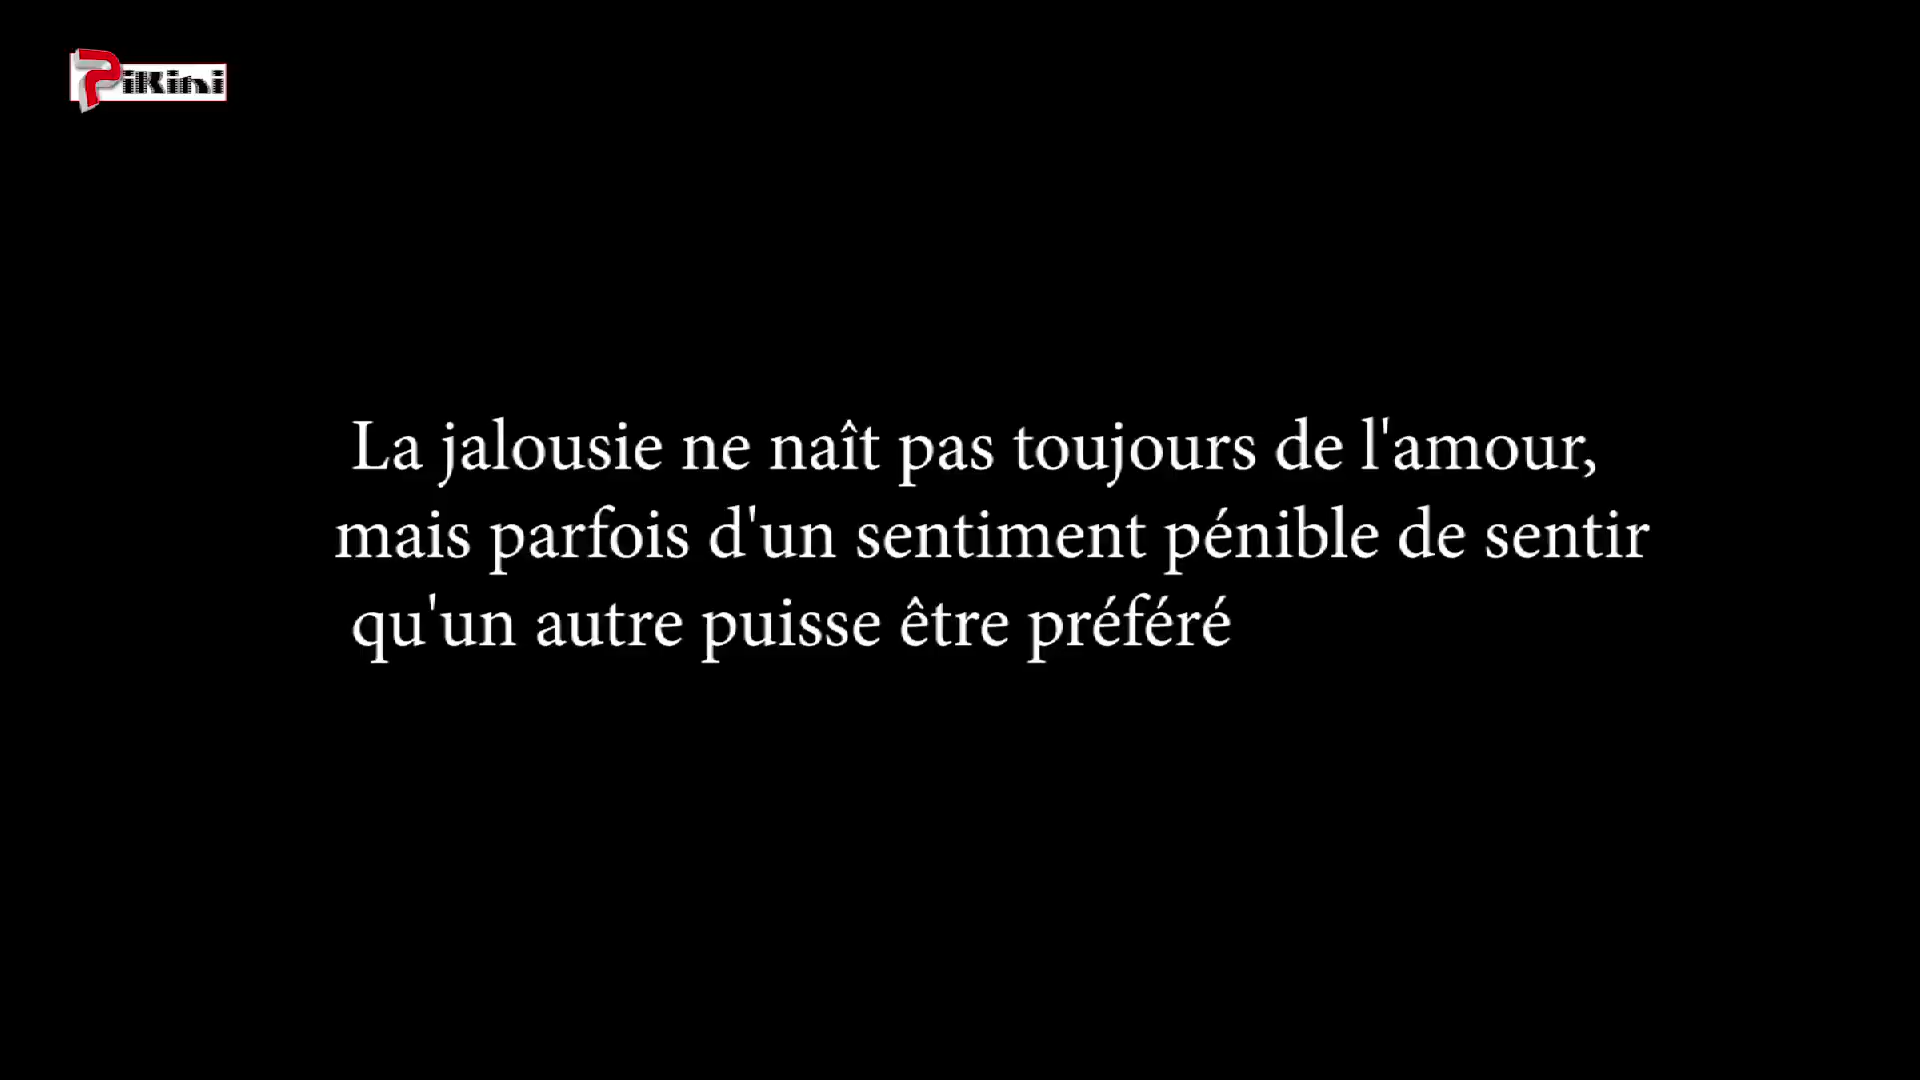 PiKini
La jalousie ne naît pas toujours de l'amour,
mais parfois d'un sentiment pénible de sentir
qu'un autre puisse être préféré